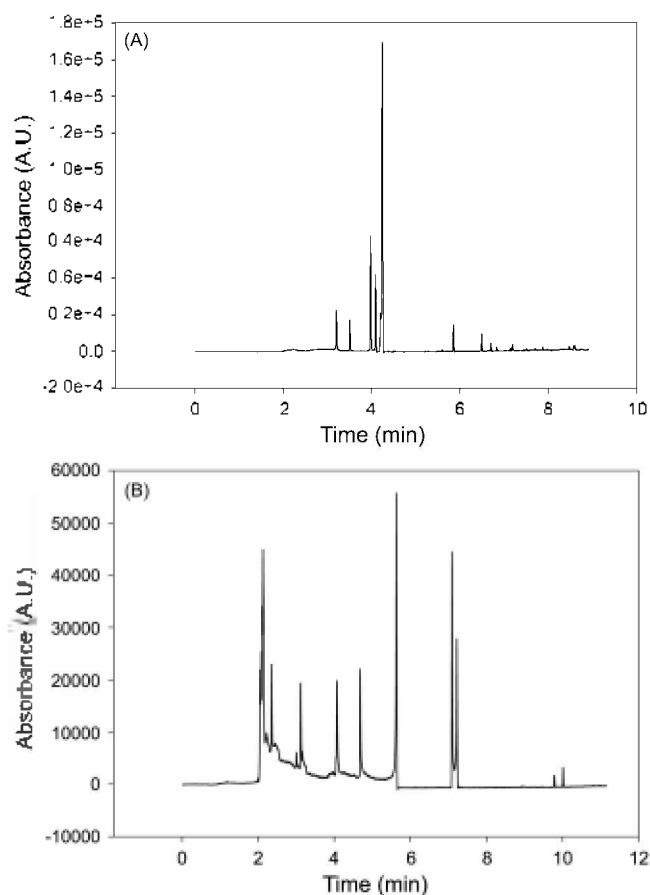 (A)
Absorbance (A.U.)
1.8e+5
1.6e+5
1.4e+5
1.2e+5
1.0e+5
0.8e+4
0.4e+4
0.6e+4
0.2e+4
0.0
-2.0e+4
0 2 4 6 8 10
Time (min)
(B)
Absorbance (A.U.)
60000
50000
40000
30000
20000
10000
0
-10000
0 2 4 6 8 10 12
Time (min)